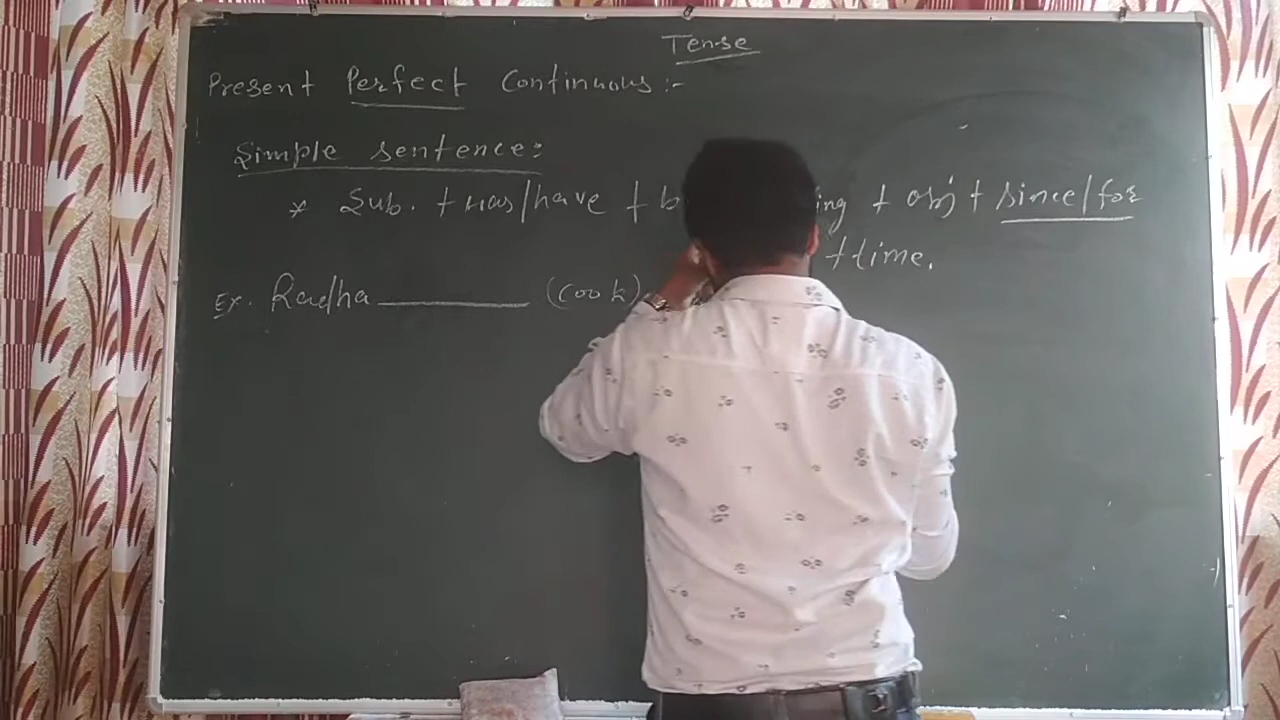 Tense
Present Perfect Continuous :-
Simple sentence:
* Sub. + Has/have + b ing + obj + since/for
+ time.
Ex. Radha ________ (cook)